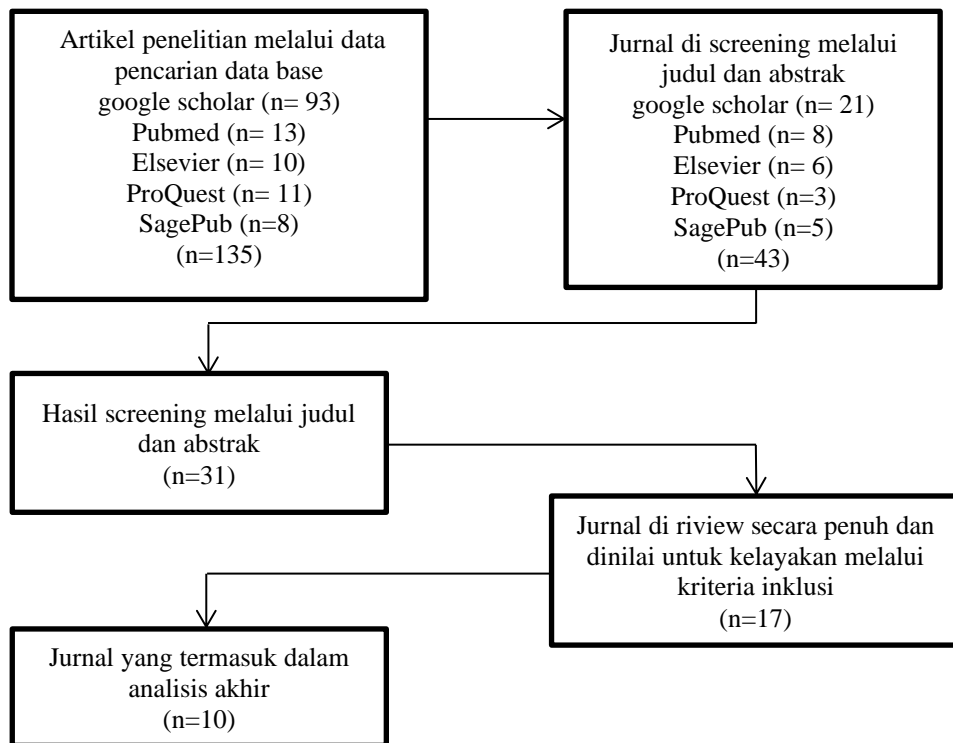 Artikel penelitian melalui data
pencarian data base
google scholar (n= 93)
Pubmed (n= 13)
Elsevier (n= 10)
ProQuest (n= 11)
SagePub (n=8)
(n=135)
Jurnal di screening melalui
judul dan abstrak
google scholar (n= 21)
Pubmed (n= 8)
Elsevier (n= 6)
ProQuest (n=3)
SagePub (n=5)
(n=43)
Hasil screening melalui judul
dan abstrak
(n=31)
Jurnal di riview secara penuh dan
dinilai untuk kelayakan melalui
kriteria inklusi
(n=17)
Jurnal yang termasuk dalam
analisis akhir
(n=10)